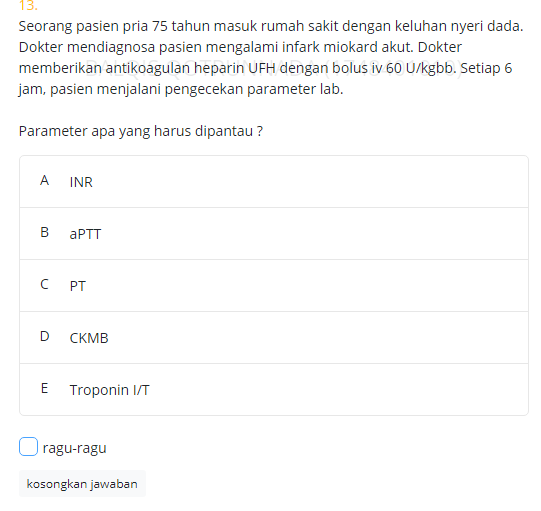 13.
Seorang pasien pria 75 tahun masuk rumah sakit dengan keluhan nyeri dada.
Dokter mendiagnosa pasien mengalami infark miokard akut. Dokter
memberikan antikoagulan heparin UFH dengan bolus iv 60 U/kgbb. Setiap 6
jam, pasien menjalani pengecekan parameter lab.
Parameter apa yang harus dipantau ?
A INR
B aPTT
C PT
D CKMB
E Troponin I/T
ragu-ragu
kosongkan jawaban